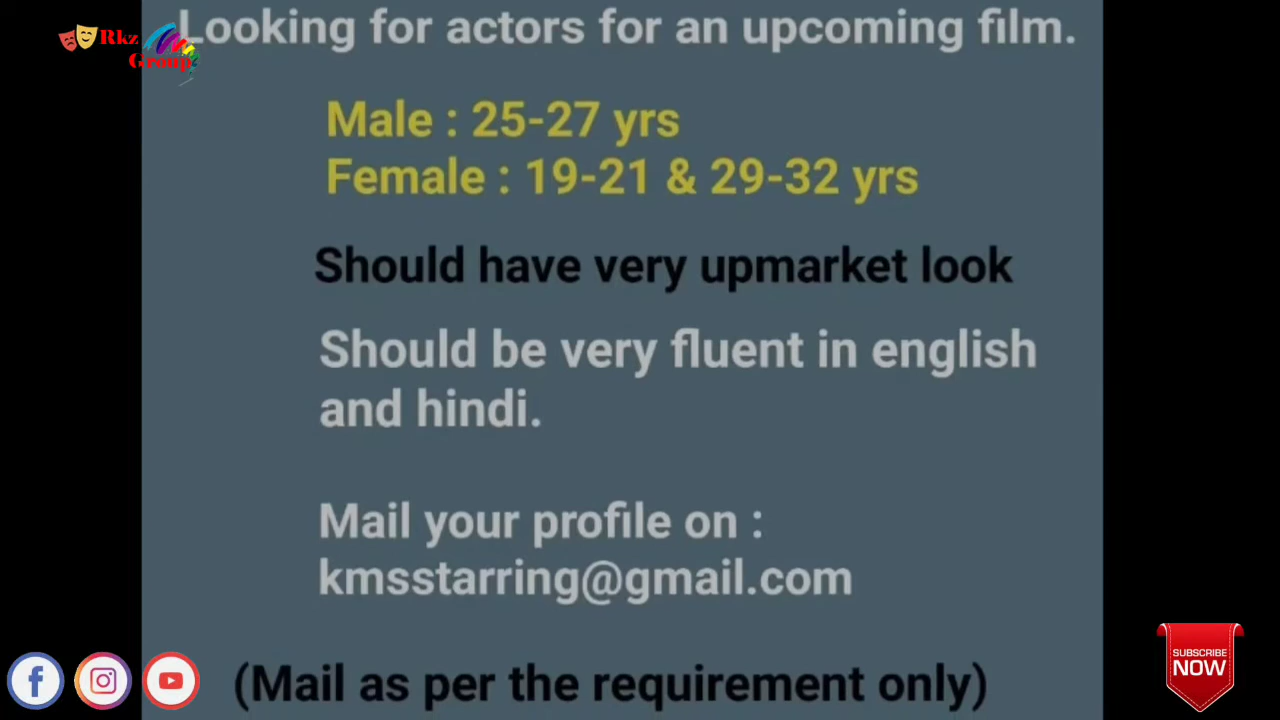 Looking for actors for an upcoming film.
Rkz
Group
Male : 25-27 yrs
Female : 19-21 & 29-32 yrs
Should have very upmarket look
Should be very fluent in english
and hindi.
Mail your profile on :
kmsstarring@gmail.com
(Mail as per the requirement only)
SUBSCRIBE
NOW